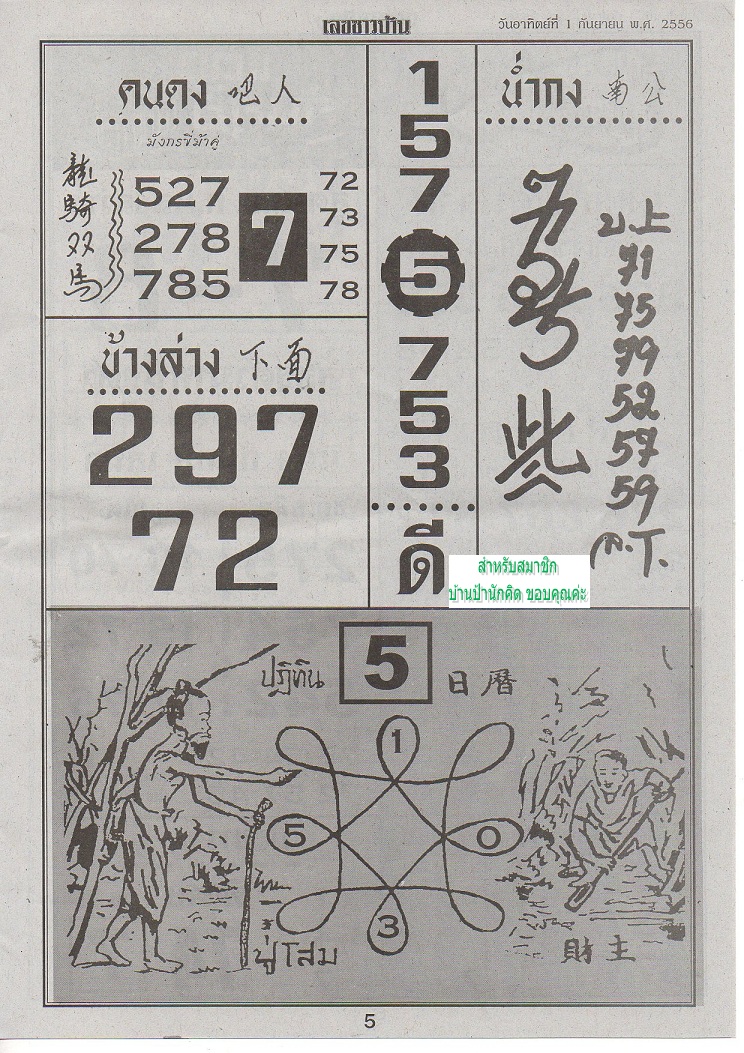 เลขชาวบ้าน
วันอาทิตย์ที่ 1 กันยายน พ.ศ. 2556
คนดง 吧人
มังกรขี่ม้าคู่
龍騎双馬
527
278
785
7
72
73
75
78
ข้างล่าง 下面
297
72
1
5
7
5
7
5
3
ดี
น่ำกง 南公
บ.上
71
75
79
52
57
59
ล.T.
สำหรับสมาชิก
บ้านป้านักคิด ขอบคุณค่ะ
ปฏิทิน 5 日曆
1
5 0
3
ปู่โสม
財主
5